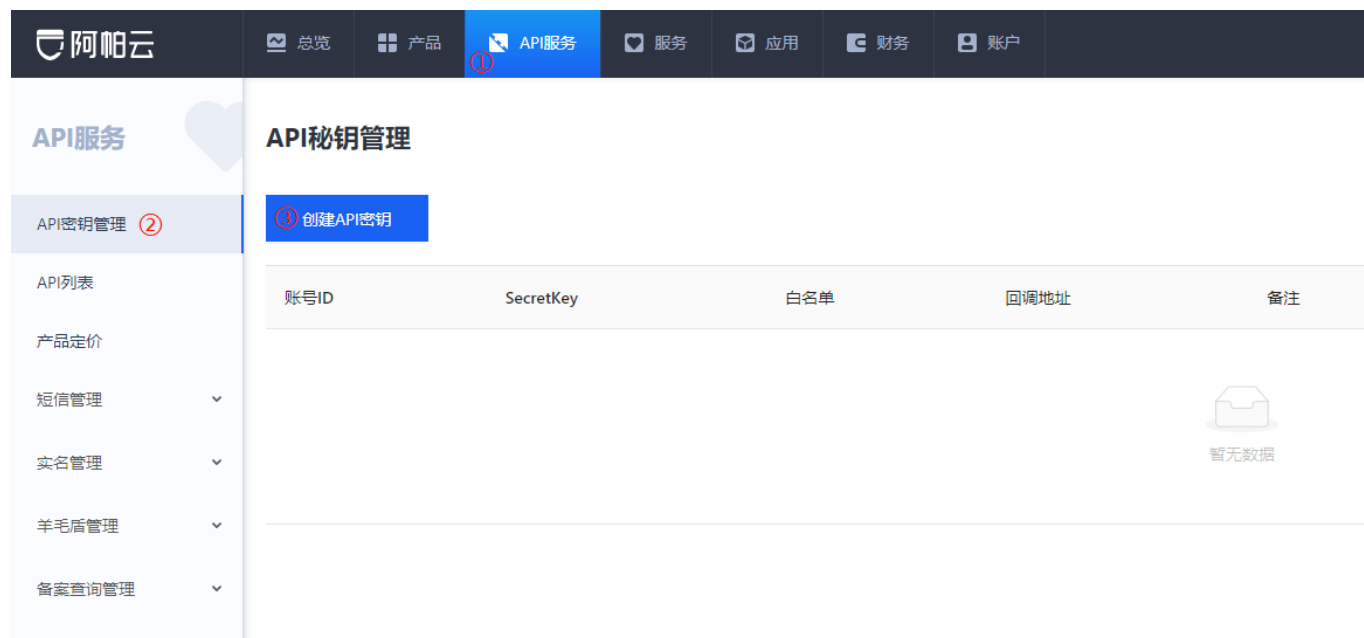 阿帕云
总览
产品
API服务
①
服务
应用
财务
账户
API服务
API密钥管理 ②
API列表
产品定价
短信管理
实名管理
羊毛盾管理
备案查询管理
API秘钥管理
③ 创建API密钥
账号ID SecretKey 白名单 回调地址 备注
暂无数据